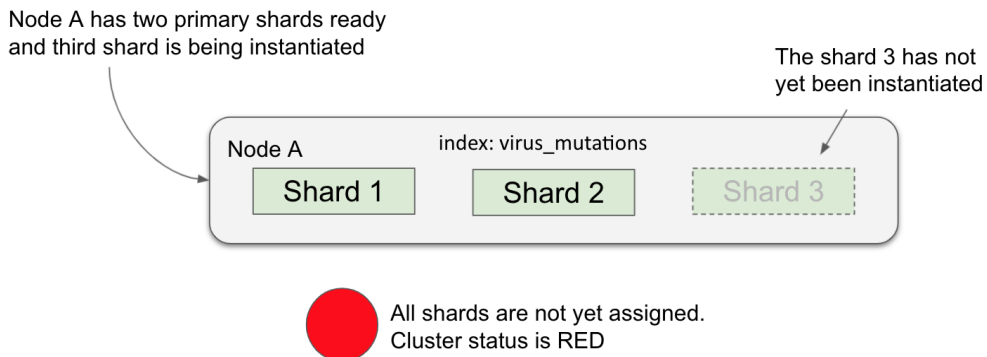 Node A has two primary shards ready
and third shard is being instantiated
The shard 3 has not
yet been instantiated
Node A
index: virus_mutations
Shard 1
Shard 2
Shard 3
All shards are not yet assigned.
Cluster status is RED